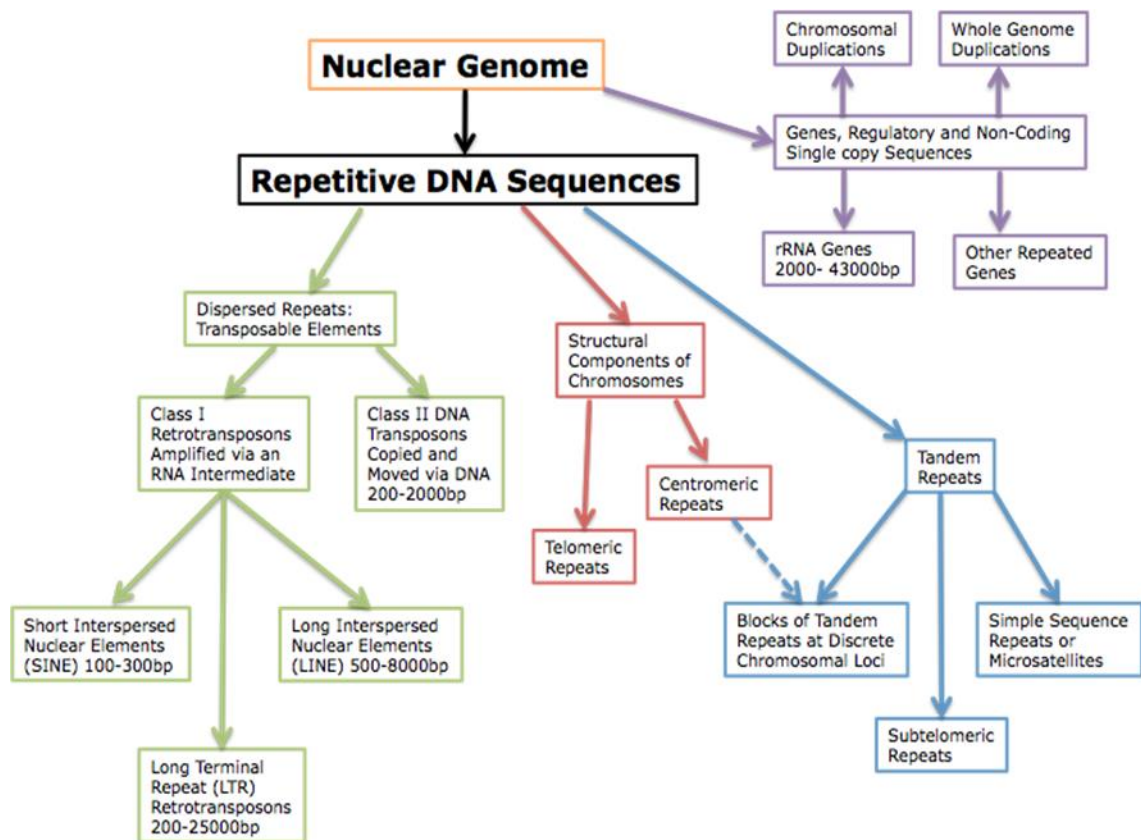 Nuclear Genome
Chromosomal
Duplications
Whole Genome
Duplications
Genes, Regulatory and Non-Coding
Single copy Sequences
Repetitive DNA Sequences
rRNA Genes
2000- 43000bp
Other Repeated
Genes
Dispersed Repeats:
Transposable Elements
Structural
Components of
Chromosomes
Class I
Retrotransposons
Amplified via an
RNA Intermediate
Class II DNA
Transposons
Copied and
Moved via DNA
200-2000bp
Tandem
Repeats
Centromeric
Repeats
Telomeric
Repeats
Short Interspersed
Nuclear Elements
(SINE) 100-300bp
Long Interspersed
Nuclear Elements
(LINE) 500-8000bp
Blocks of Tandem
Repeats at Discrete
Chromosomal Loci
Simple Sequence
Repeats or
Microsatellites
Subtelomeric
Repeats
Long Terminal
Repeat (LTR)
Retrotransposons
200-25000bp